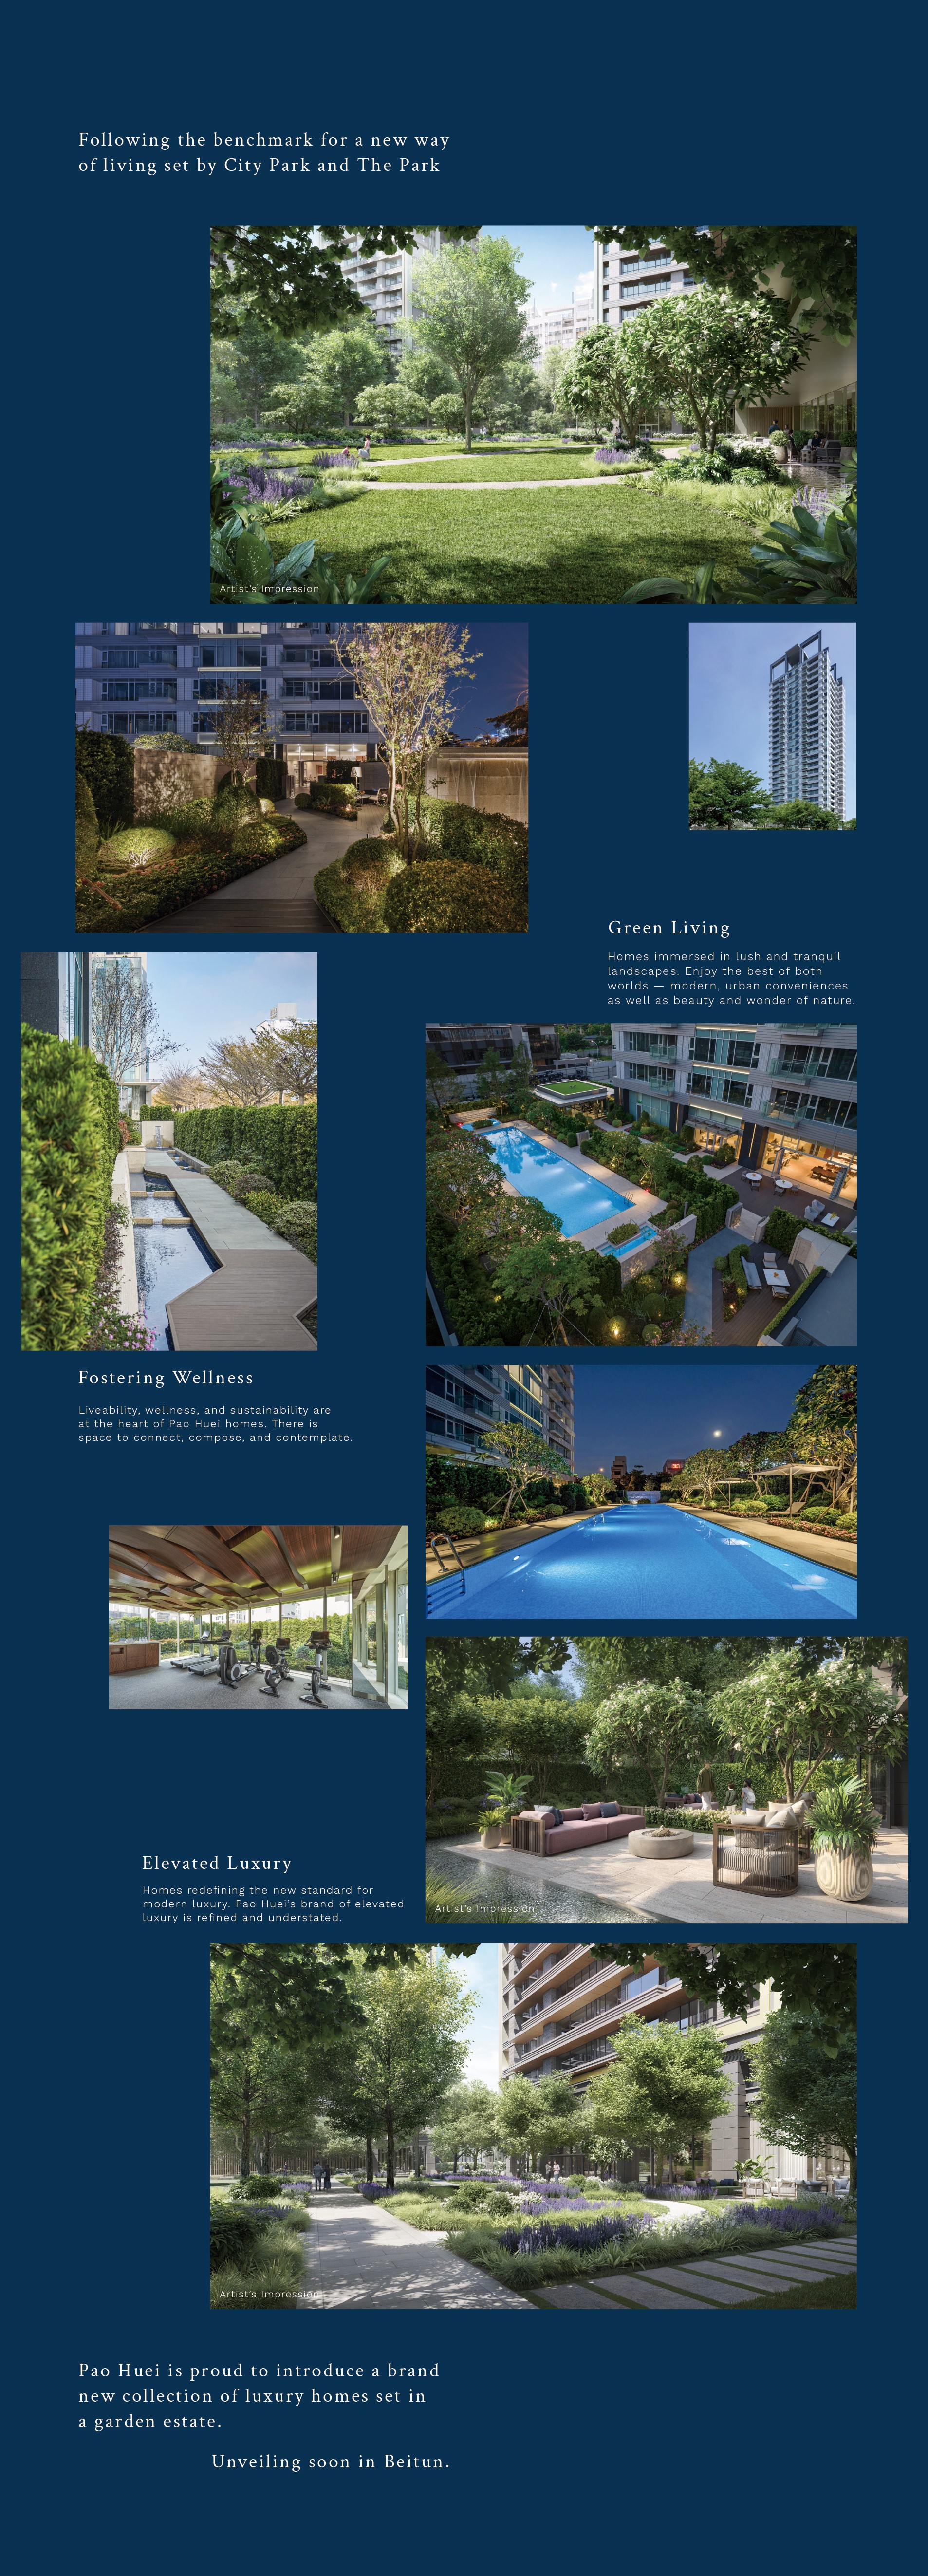 Following the benchmark for a new way
of living set by City Park and The Park
Artist's Impression
Green Living
Homes immersed in lush and tranquil
landscapes. Enjoy the best of both
worlds — modern, urban conveniences
as well as beauty and wonder of nature.
Fostering Wellness
Liveability, wellness, and sustainability are
at the heart of Pao Huei homes. There is
space to connect, compose, and contemplate.
Elevated Luxury
Homes redefining the new standard for
modern luxury. Pao Huei's brand of elevated
luxury is refined and understated.
Artist's Impression
Artist's Impression
Pao Huei is proud to introduce a brand
new collection of luxury homes set in
a garden estate.
Unveiling soon in Beitun.